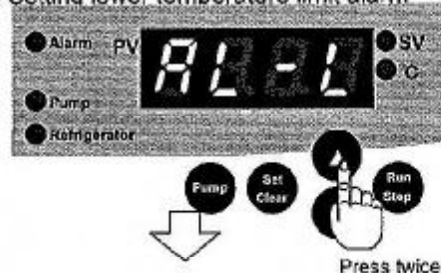 Setting lower temperature limit alarm
Alarm PV AL-L SV
C
Pump
Refrigerator
Pump Set Clear Run Stop
Press twice